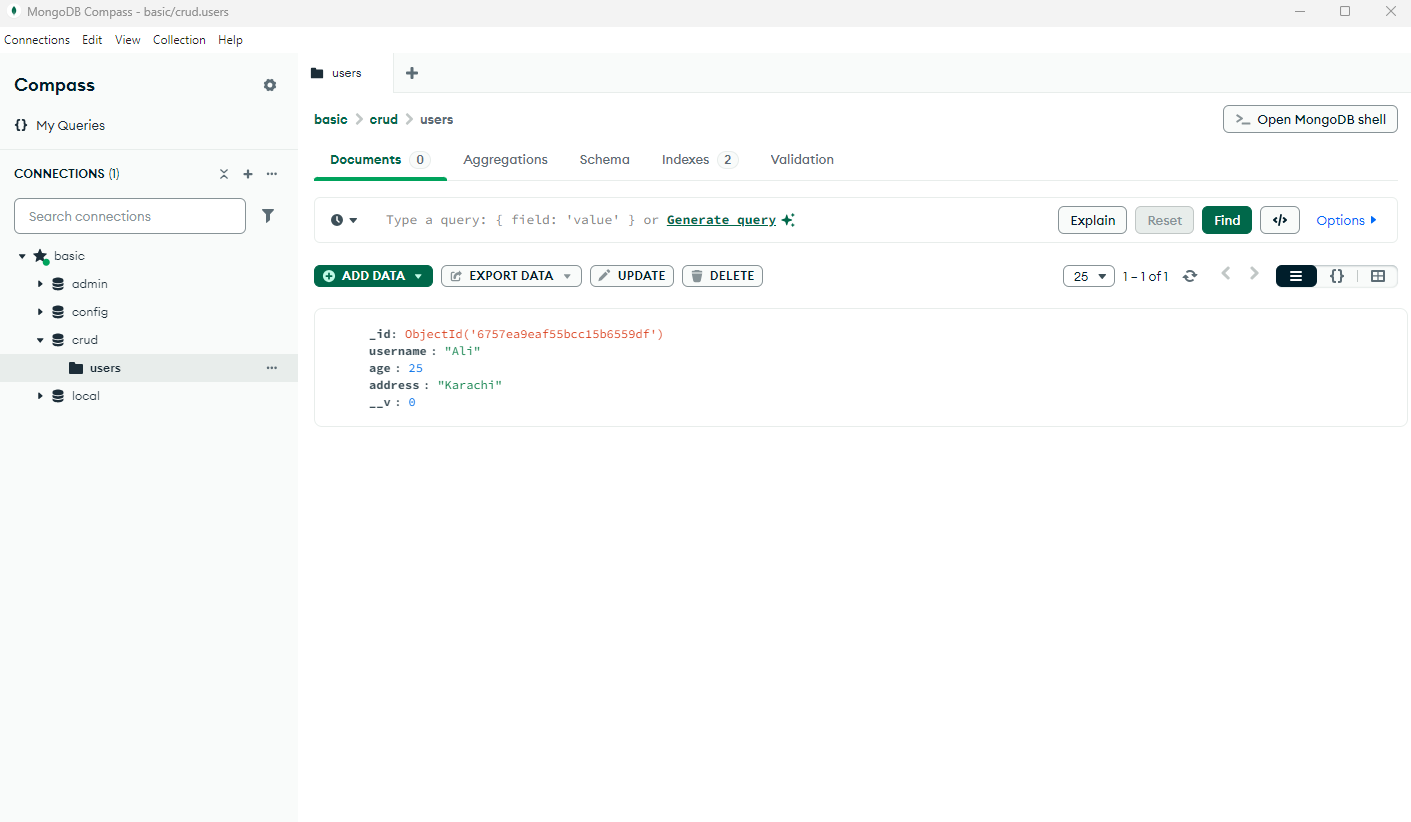 MongoDB Compass - basic/crud.users
Connections Edit View Collection Help
Compass
{} My Queries
CONNECTIONS (1)
Search connections
basic
admin
config
crud
users
local
users
basic > crud > users
>_ Open MongoDB shell
Documents 0 Aggregations Schema Indexes 2 Validation
Type a query: { field: 'value' } or Generate query
Explain Reset Find </> Options
ADD DATA EXPORT DATA UPDATE DELETE
25 1 – 1 of 1 {}
_id: ObjectId('6757ea9eaf55bcc15b6559df')
username : "Ali"
age : 25
address : "Karachi"
__v : 0